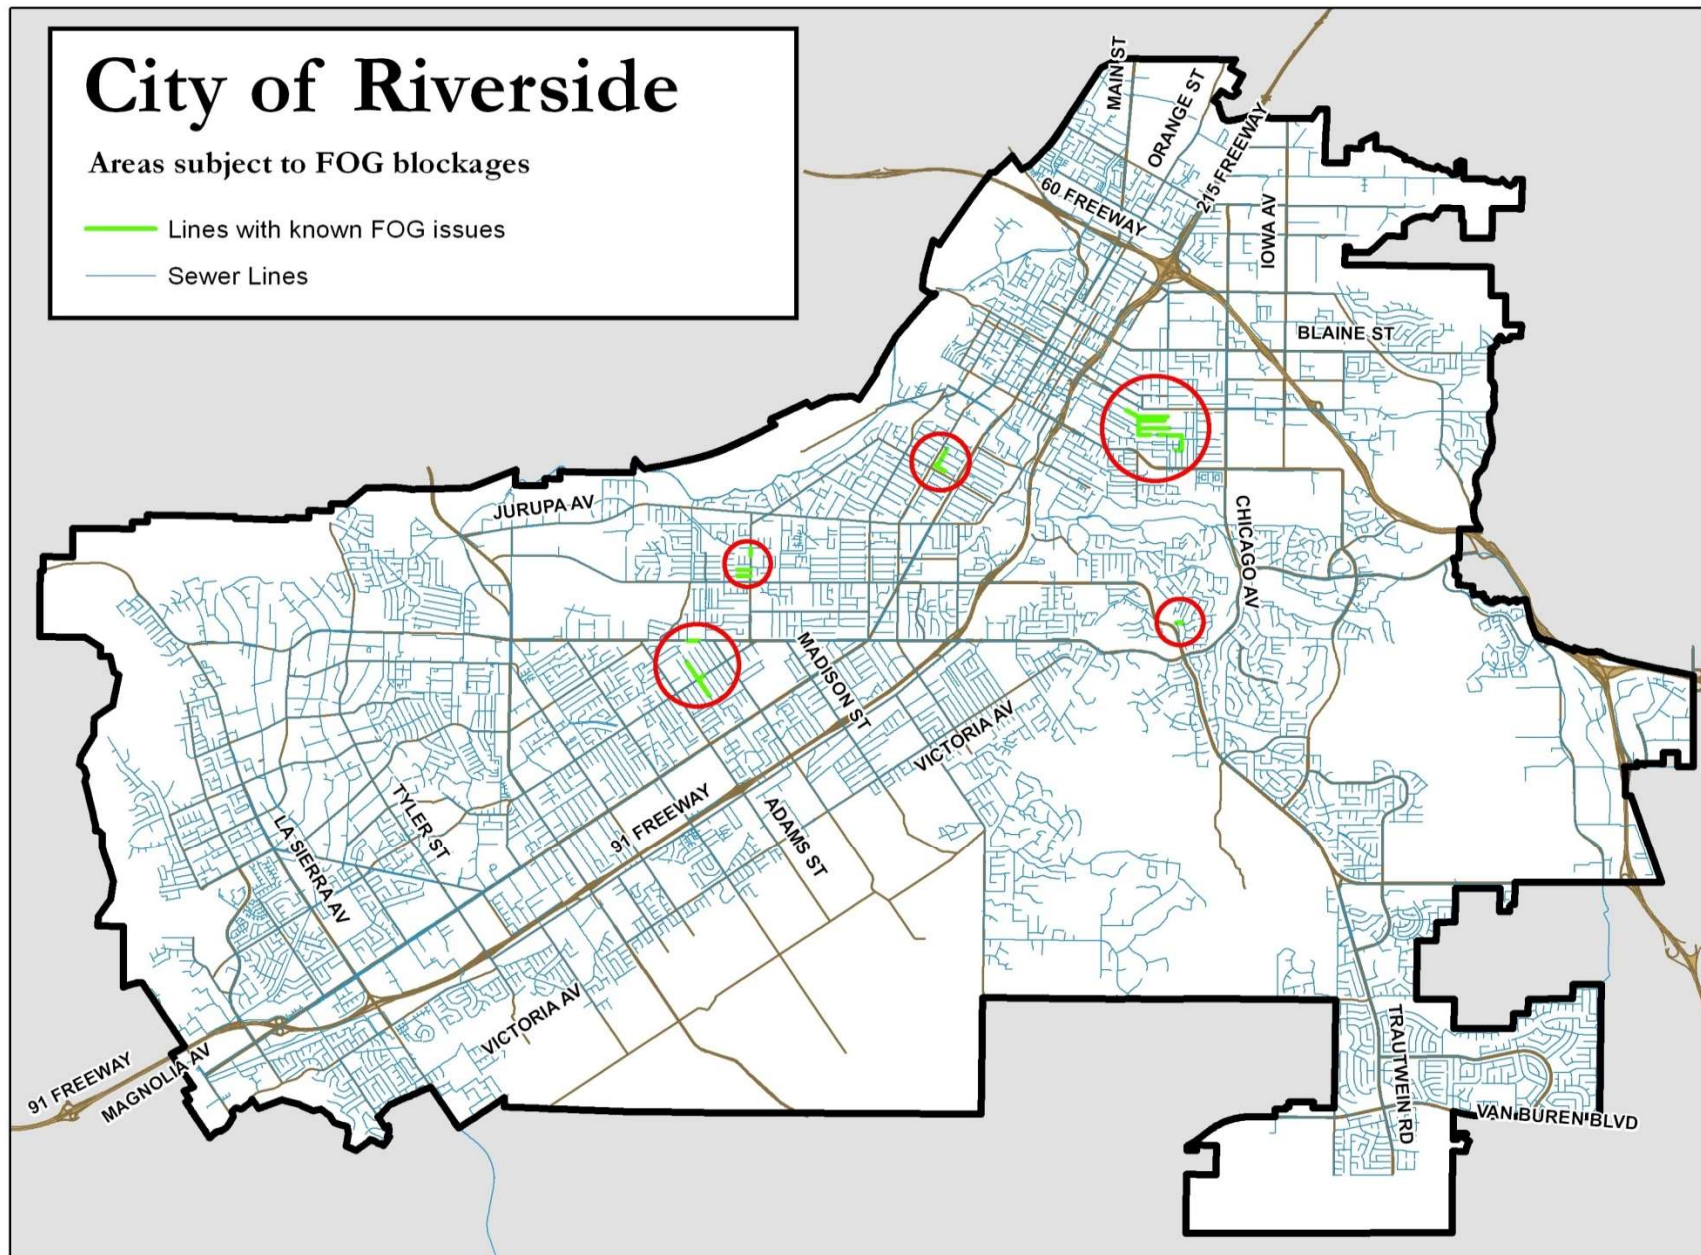 City of Riverside
Areas subject to FOG blockages
Lines with known FOG issues
Sewer Lines
MAIN ST
ORANGE ST
215 FREEWAY
60 FREEWAY
IOWA AV
BLAINE ST
JURUPA AV
CHICAGO AV
MADISON ST
VICTORIA AV
TYLER ST
91 FREEWAY
ADAMS ST
LA SIERRA AV
VICTORIA AV
91 FREEWAY
MAGNOLIA AV
TRAUTWEIN RD
VAN BUREN BLVD